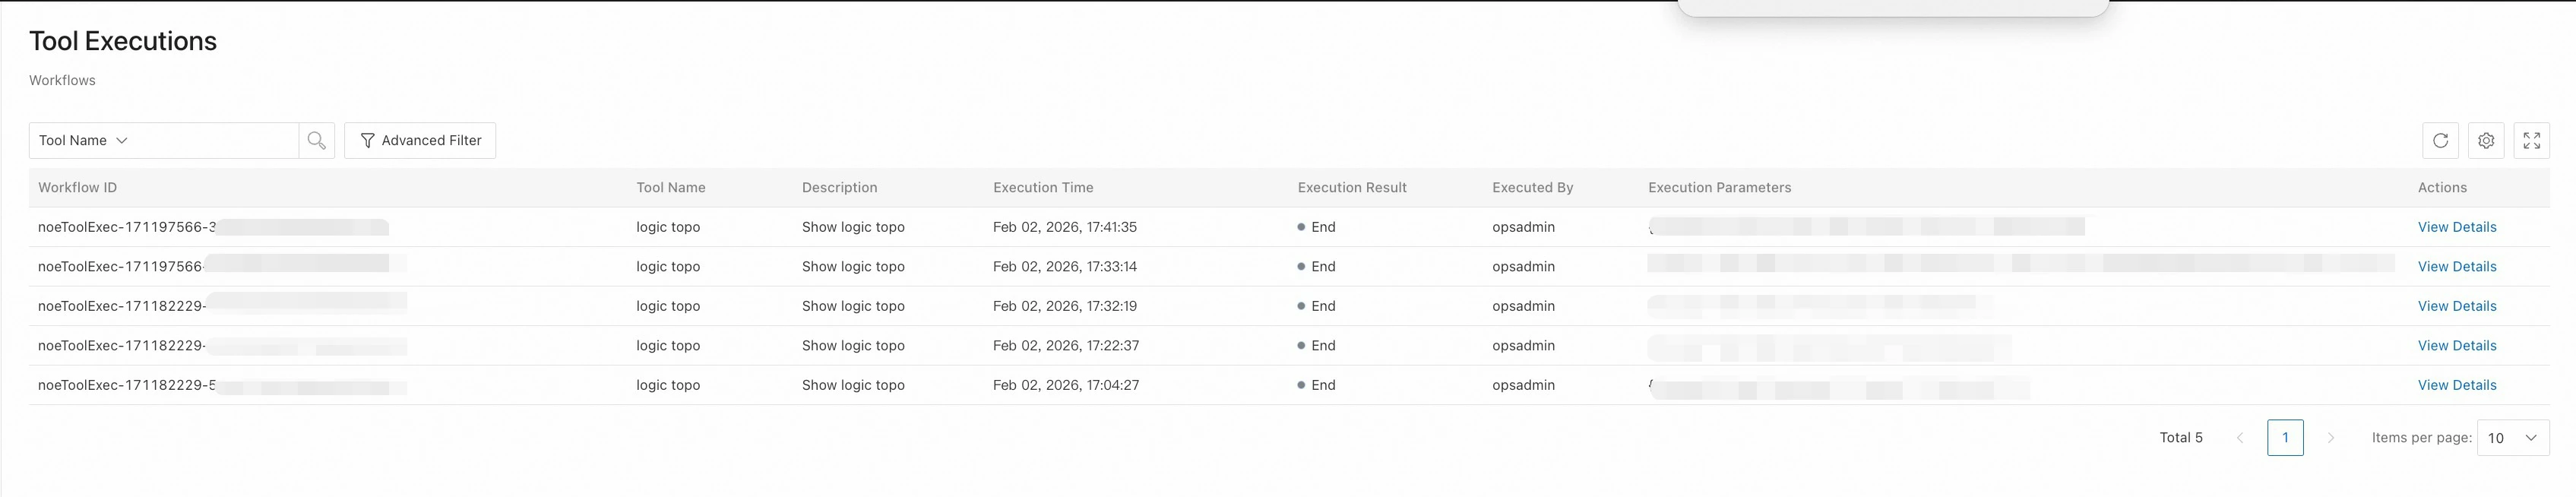 Tool Executions
Workflows
Tool Name Advanced Filter
Workflow ID Tool Name Description Execution Time Execution Result Executed By Execution Parameters Actions
noeToolExec-171197566-3 logic topo Show logic topo Feb 02, 2026, 17:41:35 End opsadmin View Details
noeToolExec-171197566- logic topo Show logic topo Feb 02, 2026, 17:33:14 End opsadmin View Details
noeToolExec-171182229- logic topo Show logic topo Feb 02, 2026, 17:32:19 End opsadmin View Details
noeToolExec-171182229- logic topo Show logic topo Feb 02, 2026, 17:22:37 End opsadmin View Details
noeToolExec-171182229-5 logic topo Show logic topo Feb 02, 2026, 17:04:27 End opsadmin View Details
Total 5 1 Items per page: 10